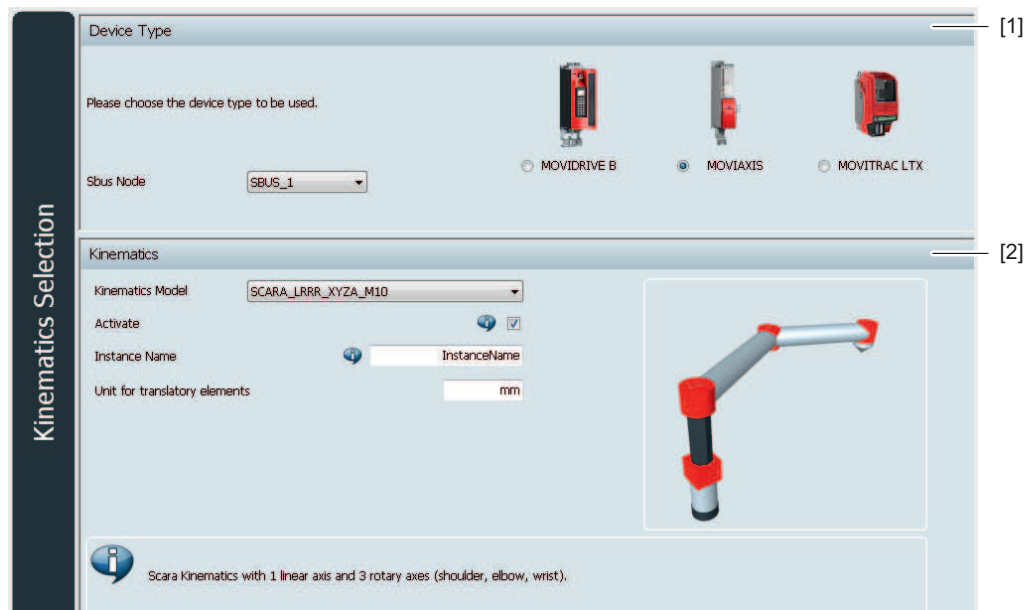 Kinematics Selection
Device Type
[1]
Please choose the device type to be used.
Sbus Node
SBUS_1
MOVIDRIVE B
MOVIAXIS
MOVITRAC LTX
Kinematics
[2]
Kinematics Model
SCARA_LRRR_XYZA_M10
Activate
Instance Name
InstanceName
Unit for translatory elements
mm
Scara Kinematics with 1 linear axis and 3 rotary axes (shoulder, elbow, wrist).